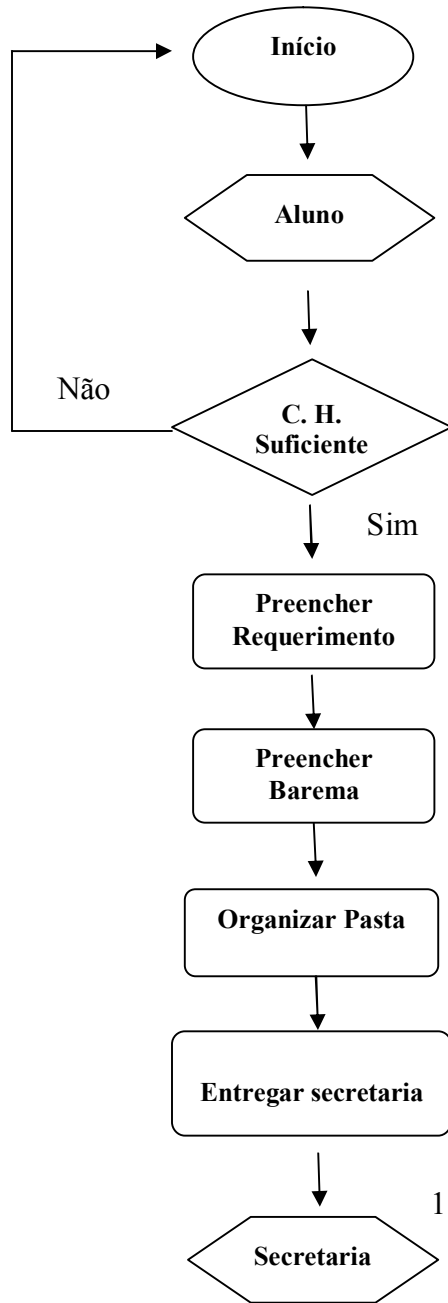 Início
Aluno
Não
C. H.
Suficiente
Sim
Preencher
Requerimento
Preencher
Barema
Organizar Pasta
Entregar secretaria
1
Secretaria